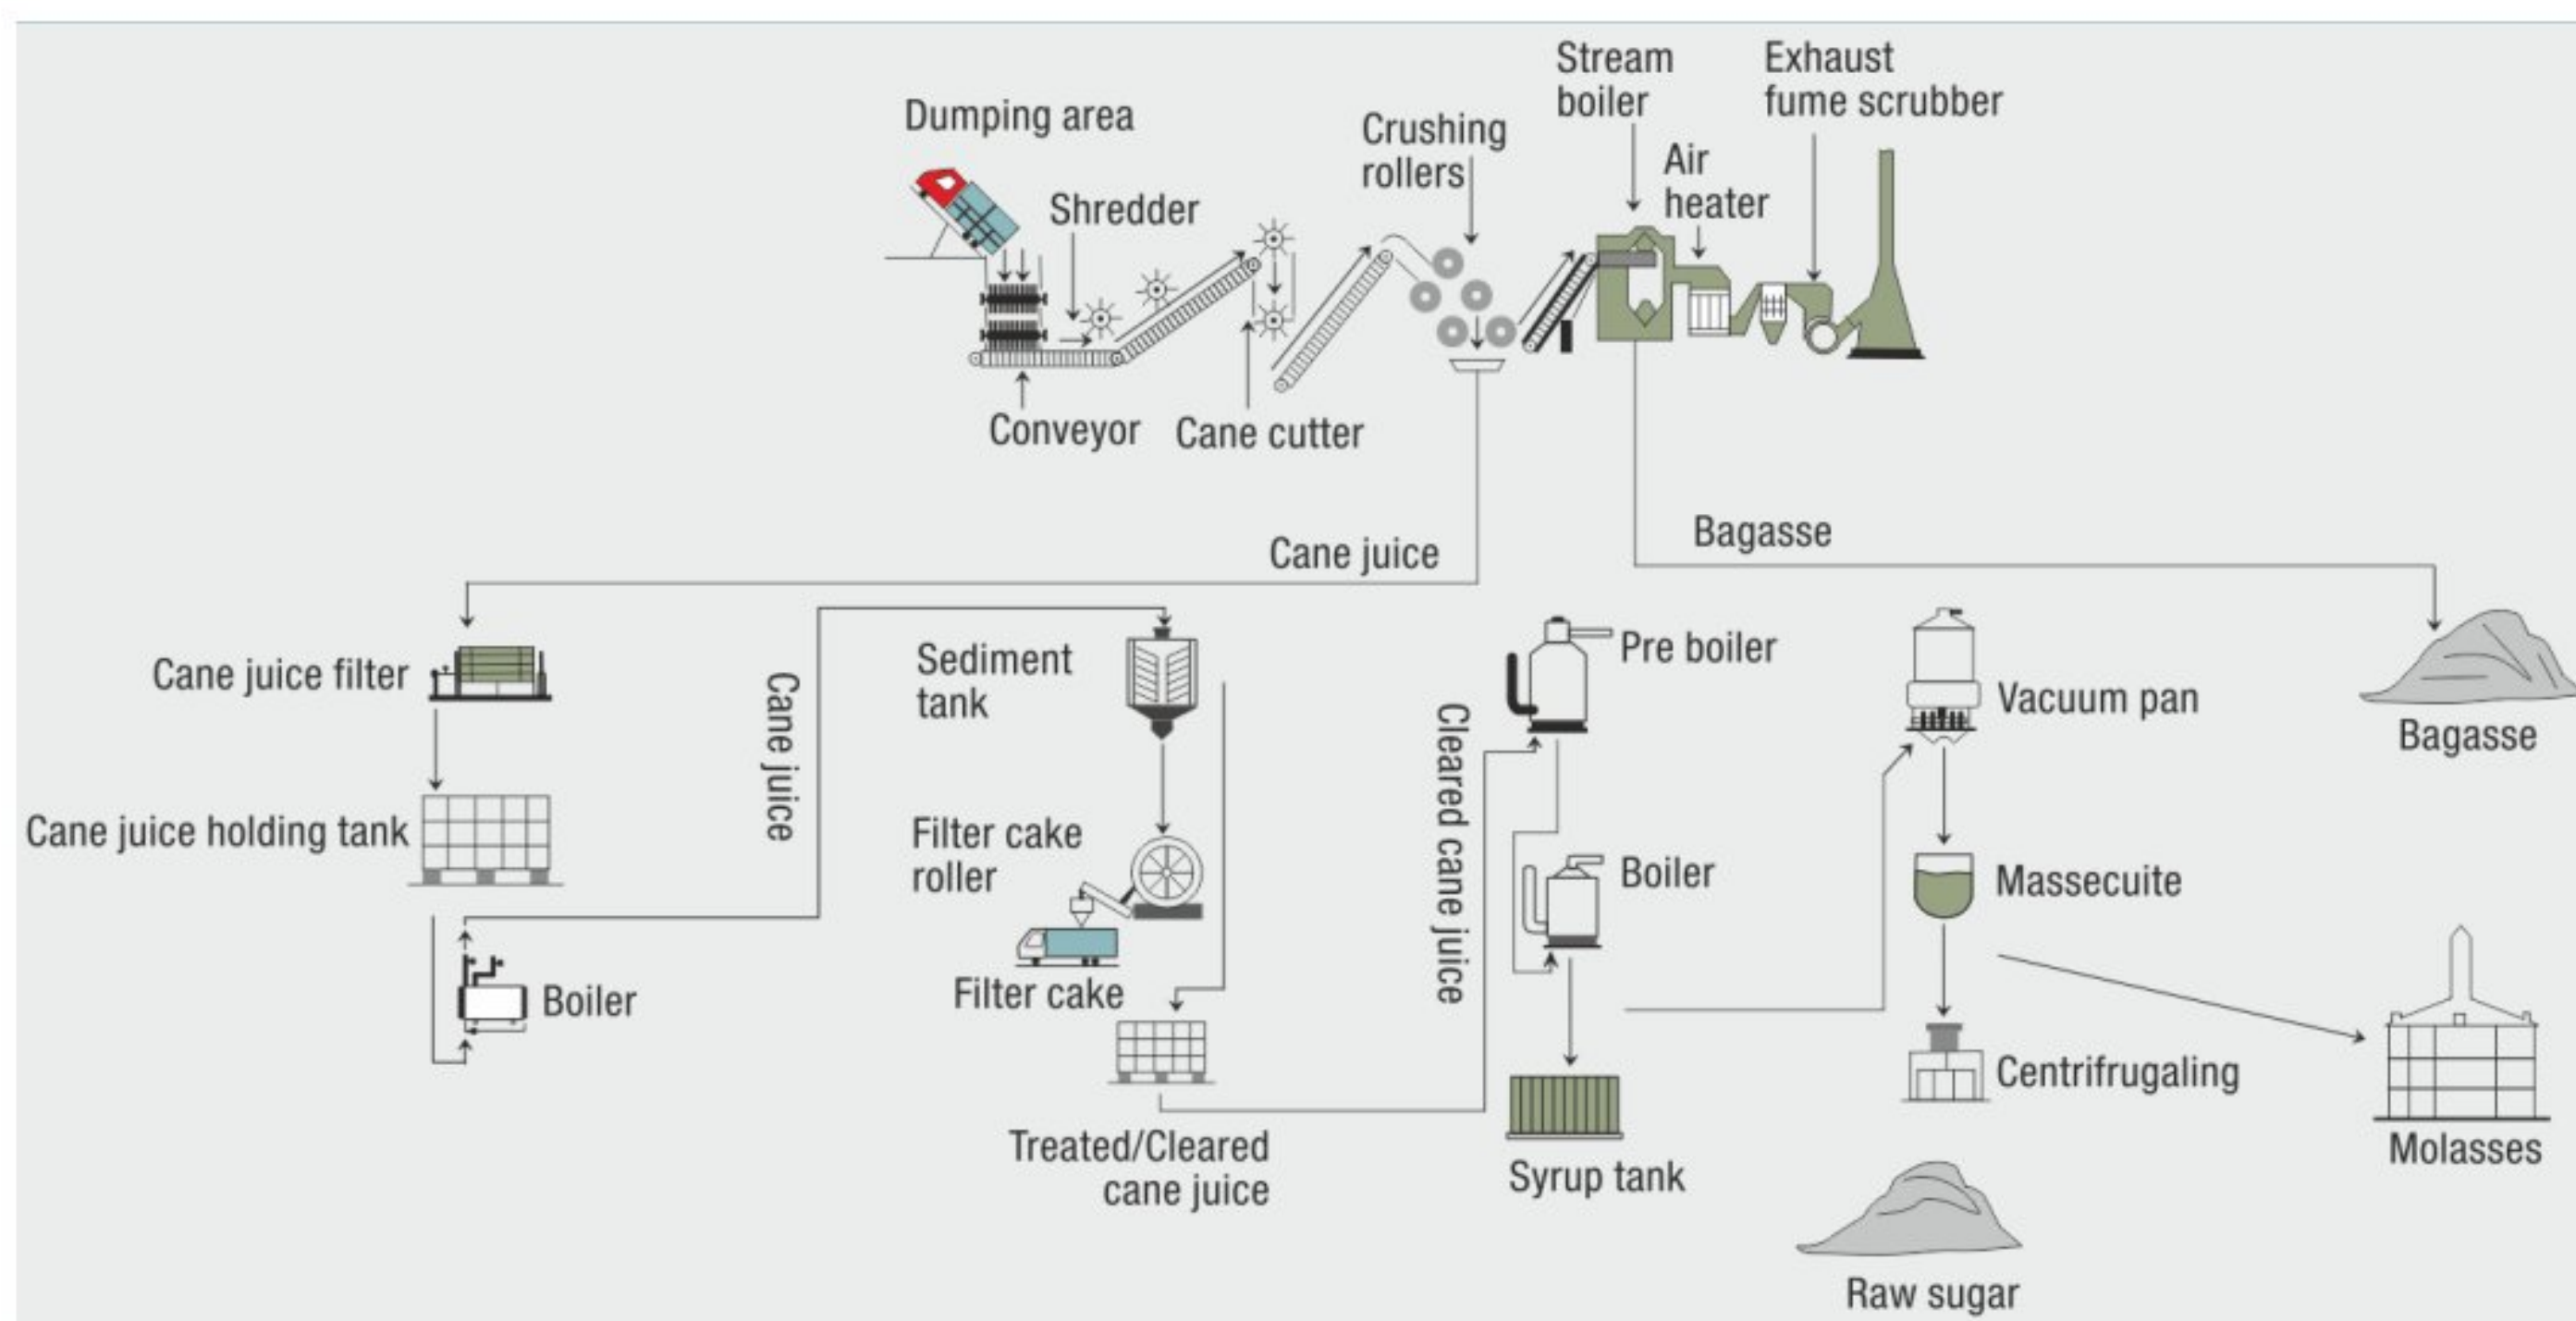 Stream
boiler
Exhaust
fume scrubber
Dumping area
Crushing
rollers
Air
heater
Shredder
Conveyor
Cane cutter
Cane juice
Bagasse
Cane juice filter
Cane juice holding tank
Boiler
Cane juice
Sediment
tank
Filter cake
roller
Filter cake
Treated/Cleared
cane juice
Cleared cane juice
Pre boiler
Boiler
Syrup tank
Vacuum pan
Massecuite
Centrifrugaling
Raw sugar
Bagasse
Molasses